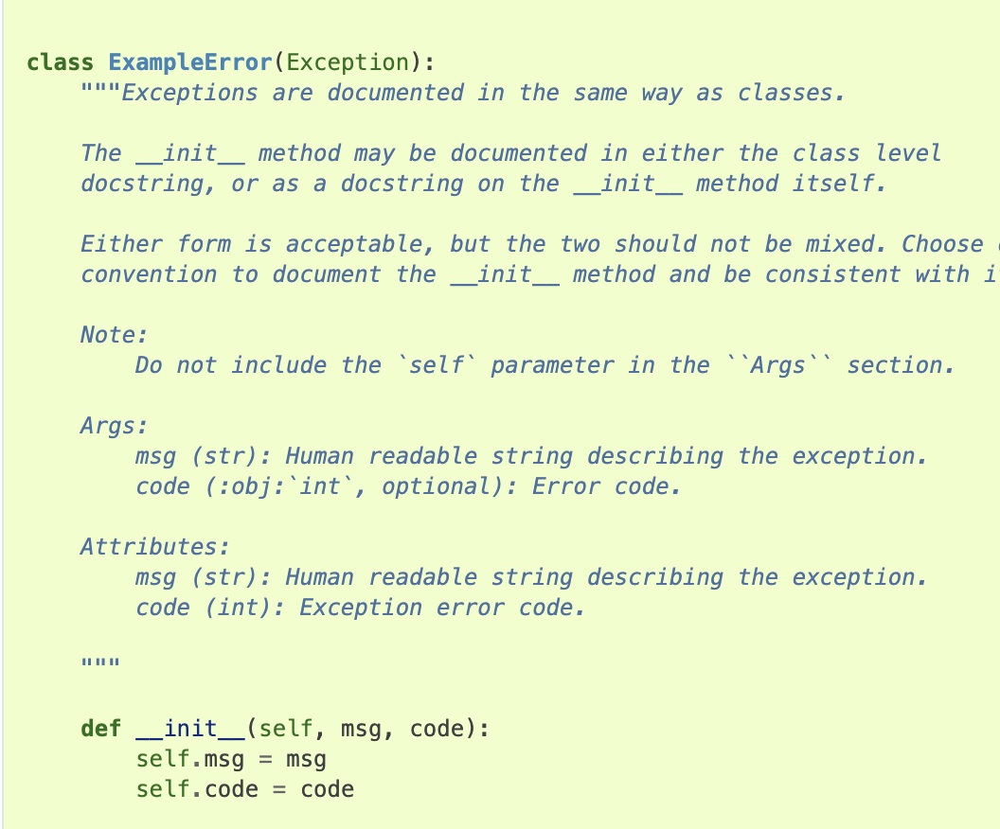 class ExampleError(Exception):
"""Exceptions are documented in the same way as classes.
The __init__ method may be documented in either the class level
docstring, or as a docstring on the __init__ method itself.
Either form is acceptable, but the two should not be mixed. Choose
convention to document the __init__ method and be consistent with
Note:
Do not include the `self` parameter in the ``Args`` section.
Args:
msg (str): Human readable string describing the exception.
code (:obj:`int`, optional): Error code.
Attributes:
msg (str): Human readable string describing the exception.
code (int): Exception error code.
"""
def __init__(self, msg, code):
self.msg = msg
self.code = code